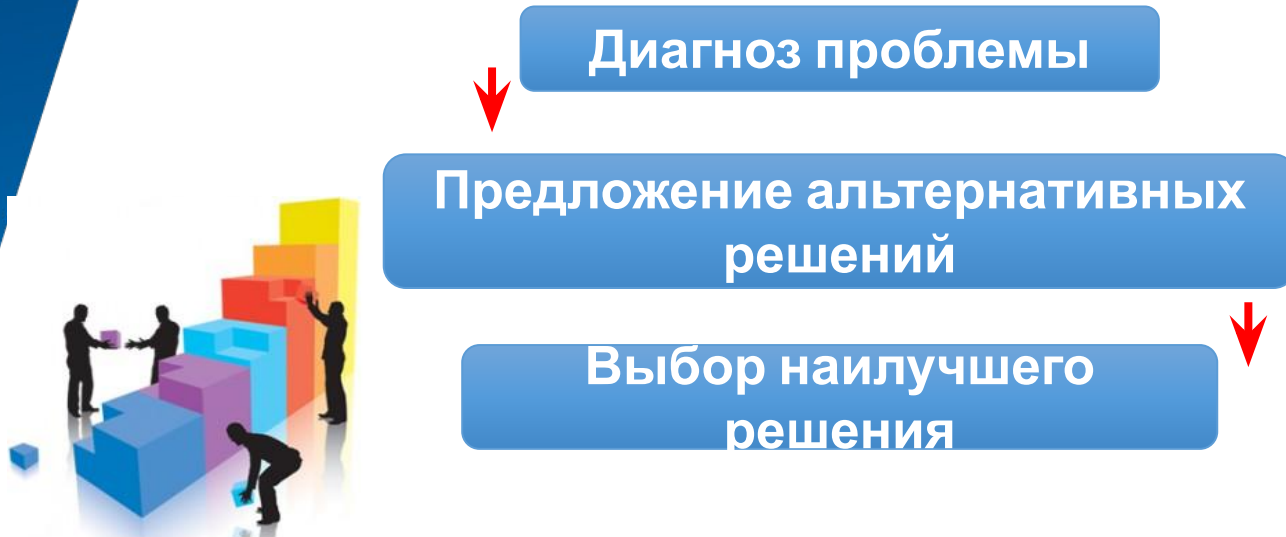 Диагноз проблемы
Предложение альтернативных
решений
Выбор наилучшего
решения